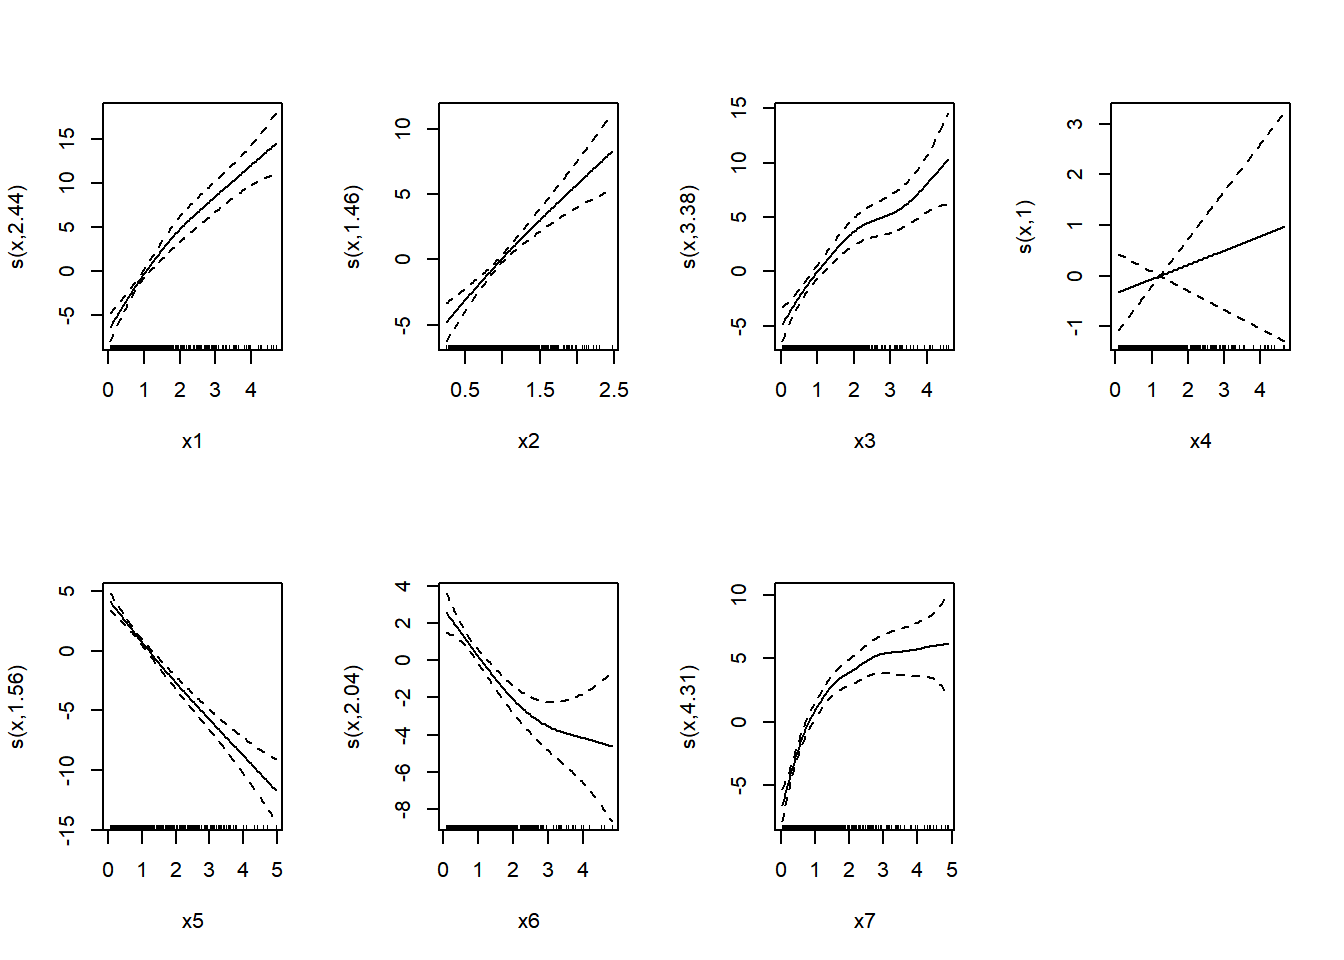 s(x,2.44)
-5 0 5 10 15
0 1 2 3 4
x1
s(x,1.46)
-5 0 5 10
0.5 1.5 2.5
x2
s(x,3.38)
-5 0 5 10 15
0 1 2 3 4
x3
s(x,1)
-1 0 1 2 3
0 1 2 3 4
x4
s(x,1.56)
-15 -10 -5 0 5
0 1 2 3 4 5
x5
s(x,2.04)
-8 -6 -4 -2 0 2 4
0 1 2 3 4
x6
s(x,4.31)
-5 0 5 10
0 1 2 3 4 5
x7